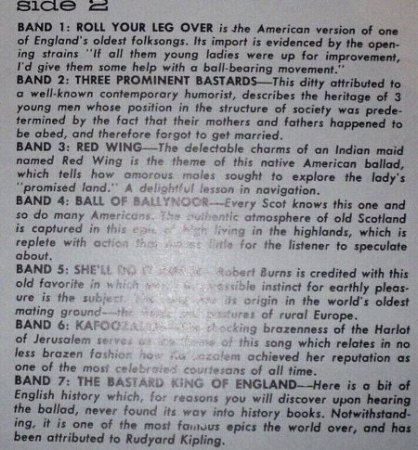 side 2
BAND 1: ROLL YOUR LEG OVER is the American version of one
of England's oldest folksongs. Its import is evidenced by the open-
ing strains "If all them young ladies were up for improvement,
I'd give them some help with a ball-bearing movement."
BAND 2: THREE PROMINENT BASTARDS—This ditty attributed to
a well-known contemporary humorist, describes the heritage of 3
young men whose position in the structure of society was prede-
termined by the fact that their mothers and fathers happened to
be abed, and therefore forgot to get married.
BAND 3: RED WING—The delectable charms of an Indian maid
named Red Wing is the theme of this native American ballad,
which tells how amorous males sought to explore the lady's
"promised land." A delightful lesson in navigation.
BAND 4: BALL OF BALLYNOOR—Every Scot knows this one and
so do many Americans. The authentic atmosphere of old Scotland
is captured in this epic of high living in the highlands, which is
replete with action that little for the listener to speculate
about.
BAND 5: SHE'LL DO IT Robert Burns is credited with this
old favorite in which instinct for earthly pleas-
ure is the subject. its origin in the world's oldest
mating ground—the pastures of rural Europe.
BAND 6: shocking brazenness of the Harlot
of Jerusalem serves of this song which relates in no
less brazen fashion how achieved her reputation as
one of the most celebrated courtesans of all time.
BAND 7: THE BASTARD KING OF ENGLAND—Here is a bit of
English history which, for reasons you will discover upon hearing
the ballad, never found its way into history books. Notwithstand-
ing, it is one of the most famous epics the world over, and has
been attributed to Rudyard Kipling.